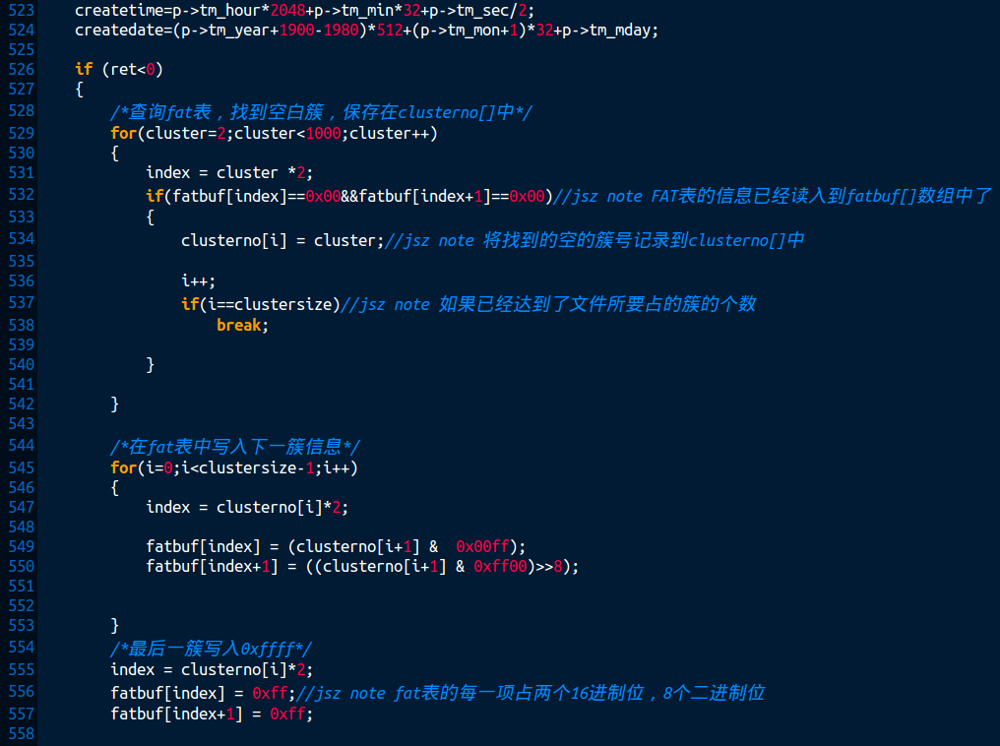 523 createtime=p->tm_hour*2048+p->tm_min*32+p->tm_sec/2;
524 createdate=(p->tm_year+1900-1980)*512+(p->tm_mon+1)*32+p->tm_mday;
525
526 if (ret<0)
527 {
528 /*查询fat表，找到空白簇，保存在clusterno[]中*/
529 for(cluster=2;cluster<1000;cluster++)
530 {
531 index = cluster *2;
532 if(fatbuf[index]==0x00&&fatbuf[index+1]==0x00)//jsz note FAT表的信息已经读入到fatbuf[]数组中了
533 {
534 clusterno[i] = cluster;//jsz note 将找到的空的簇号记录到clusterno[]中
535
536 i++;
537 if(i==clustersize)//jsz note 如果已经达到了文件所要占的簇的个数
538 break;
539
540 }
541
542 }
543
544 /*在fat表中写入下一簇信息*/
545 for(i=0;i<clustersize-1;i++)
546 {
547 index = clusterno[i]*2;
548
549 fatbuf[index] = (clusterno[i+1] &  0x00ff);
550 fatbuf[index+1] = ((clusterno[i+1] & 0xff00)>>8);
551
552
553 }
554 /*最后一簇写入0xffff*/
555 index = clusterno[i]*2;
556 fatbuf[index] = 0xff;//jsz note fat表的每一项占两个16进制位，8个二进制位
557 fatbuf[index+1] = 0xff;
558